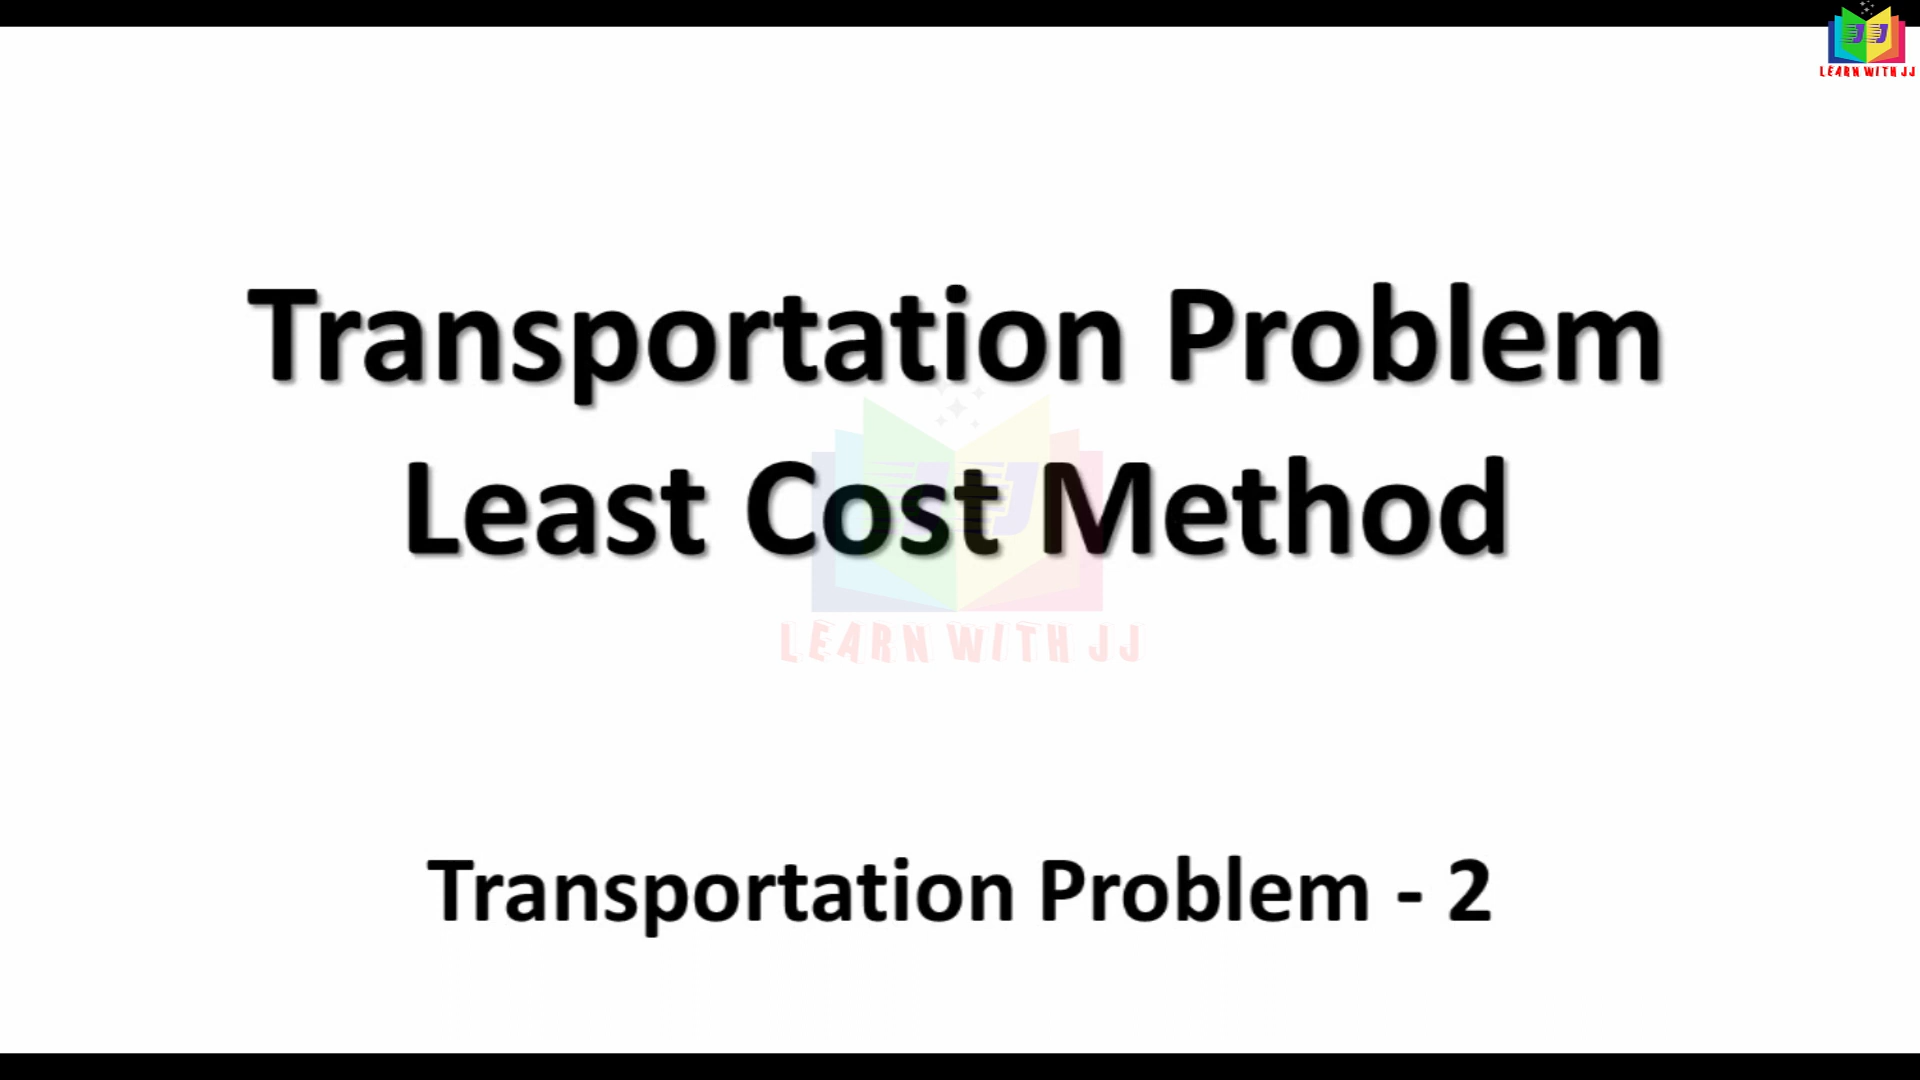 LEARN WITH JJ
Transportation Problem
Least Cost Method
LEARN WITH JJ
Transportation Problem - 2